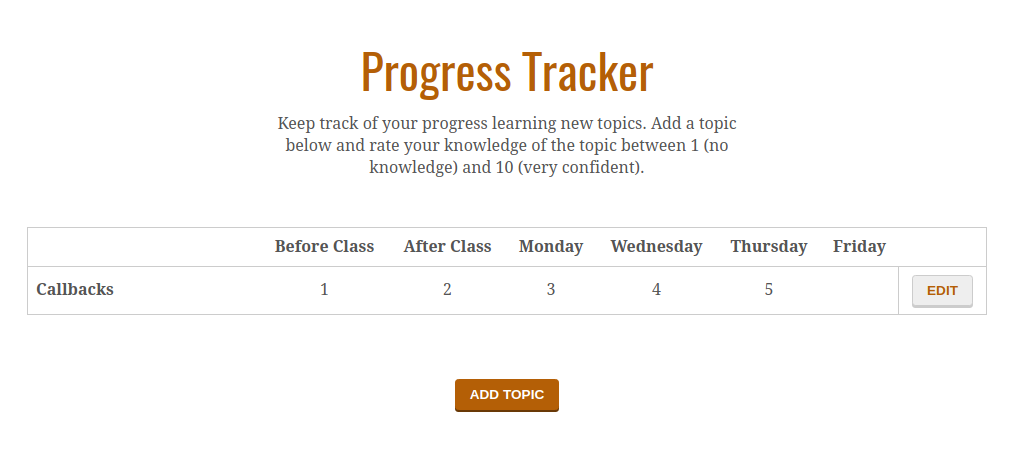 Progress Tracker
Keep track of your progress learning new topics. Add a topic
below and rate your knowledge of the topic between 1 (no
knowledge) and 10 (very confident).
Before Class After Class Monday Wednesday Thursday Friday
Callbacks 1 2 3 4 5 EDIT
ADD TOPIC